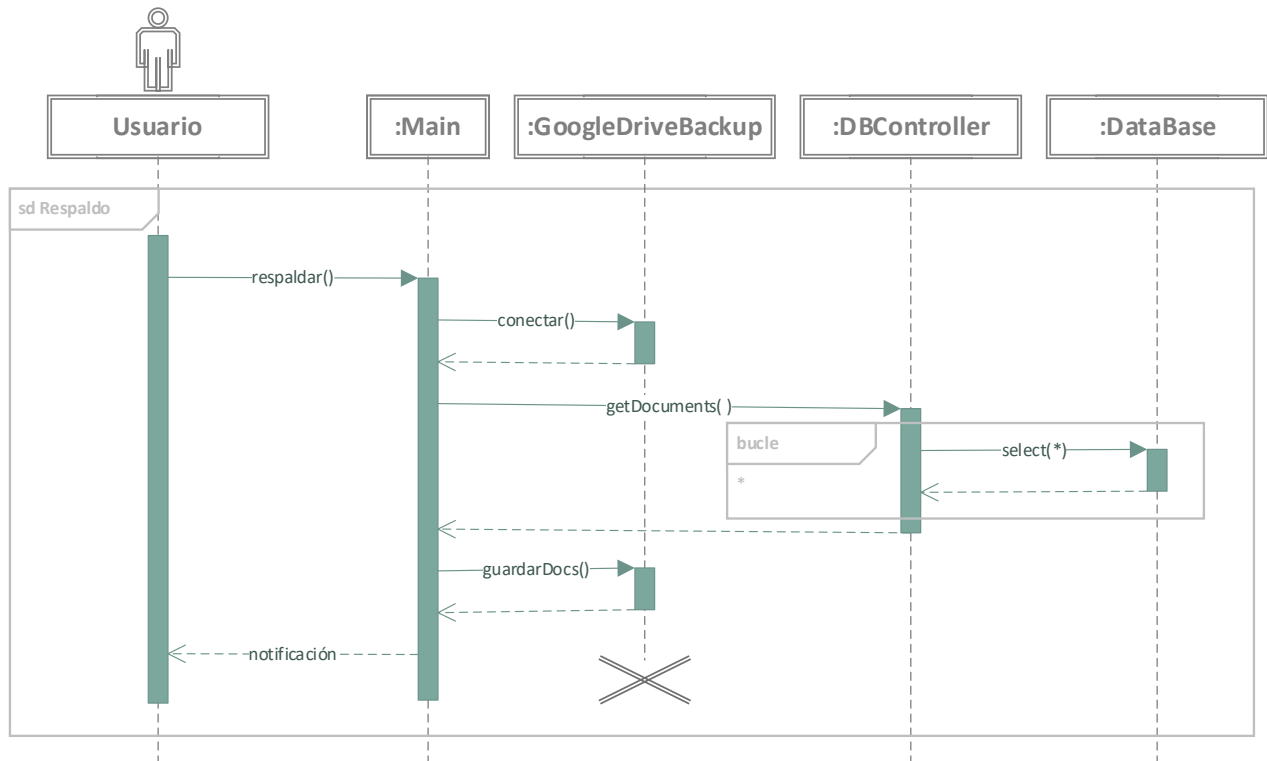 Usuario
:Main
:GoogleDriveBackup
:DBController
:DataBase
sd Respaldo
respaldar()
conectar()
getDocuments( )
bucle
select(*)
*
guardarDocs()
notificación